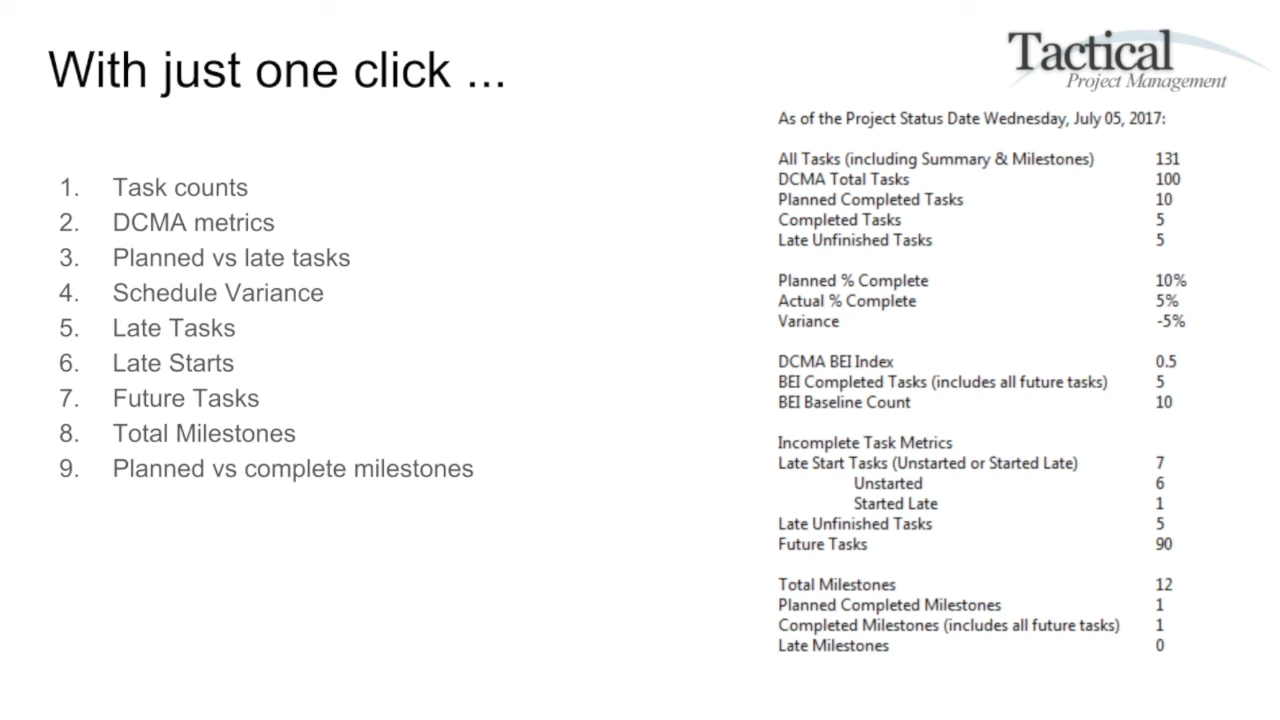 With just one click ...
Tactical
Project Management
1. Task counts
2. DCMA metrics
3. Planned vs late tasks
4. Schedule Variance
5. Late Tasks
6. Late Starts
7. Future Tasks
8. Total Milestones
9. Planned vs complete milestones
As of the Project Status Date Wednesday, July 05, 2017:
All Tasks (including Summary & Milestones) 131
DCMA Total Tasks 100
Planned Completed Tasks 10
Completed Tasks 5
Late Unfinished Tasks 5
Planned % Complete 10%
Actual % Complete 5%
Variance -5%
DCMA BEI Index 0.5
BEI Completed Tasks (includes all future tasks) 5
BEI Baseline Count 10
Incomplete Task Metrics
Late Start Tasks (Unstarted or Started Late) 7
Unstarted 6
Started Late 1
Late Unfinished Tasks 5
Future Tasks 90
Total Milestones 12
Planned Completed Milestones 1
Completed Milestones (includes all future tasks) 1
Late Milestones 0